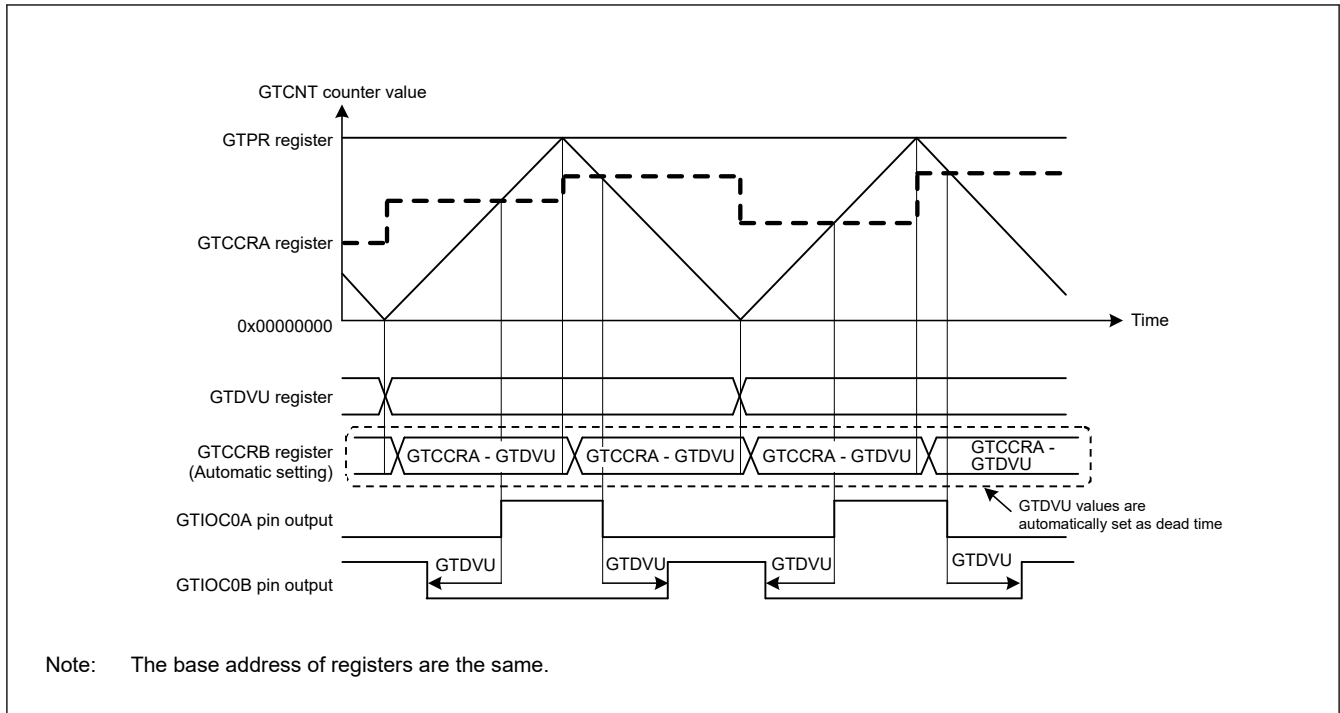 GTCNT counter value
GTPR register
GTCCRA register
0x00000000
Time
GTDVU register
GTCCRB register
(Automatic setting)
GTCCRA - GTDVU
GTCCRA - GTDVU
GTCCRA - GTDVU
GTCCRA -
GTDVU
GTDVU values are
automatically set as dead time
GTIOC0A pin output
GTDVU
GTDVU
GTDVU
GTDVU
GTIOC0B pin output
Note: The base address of registers are the same.